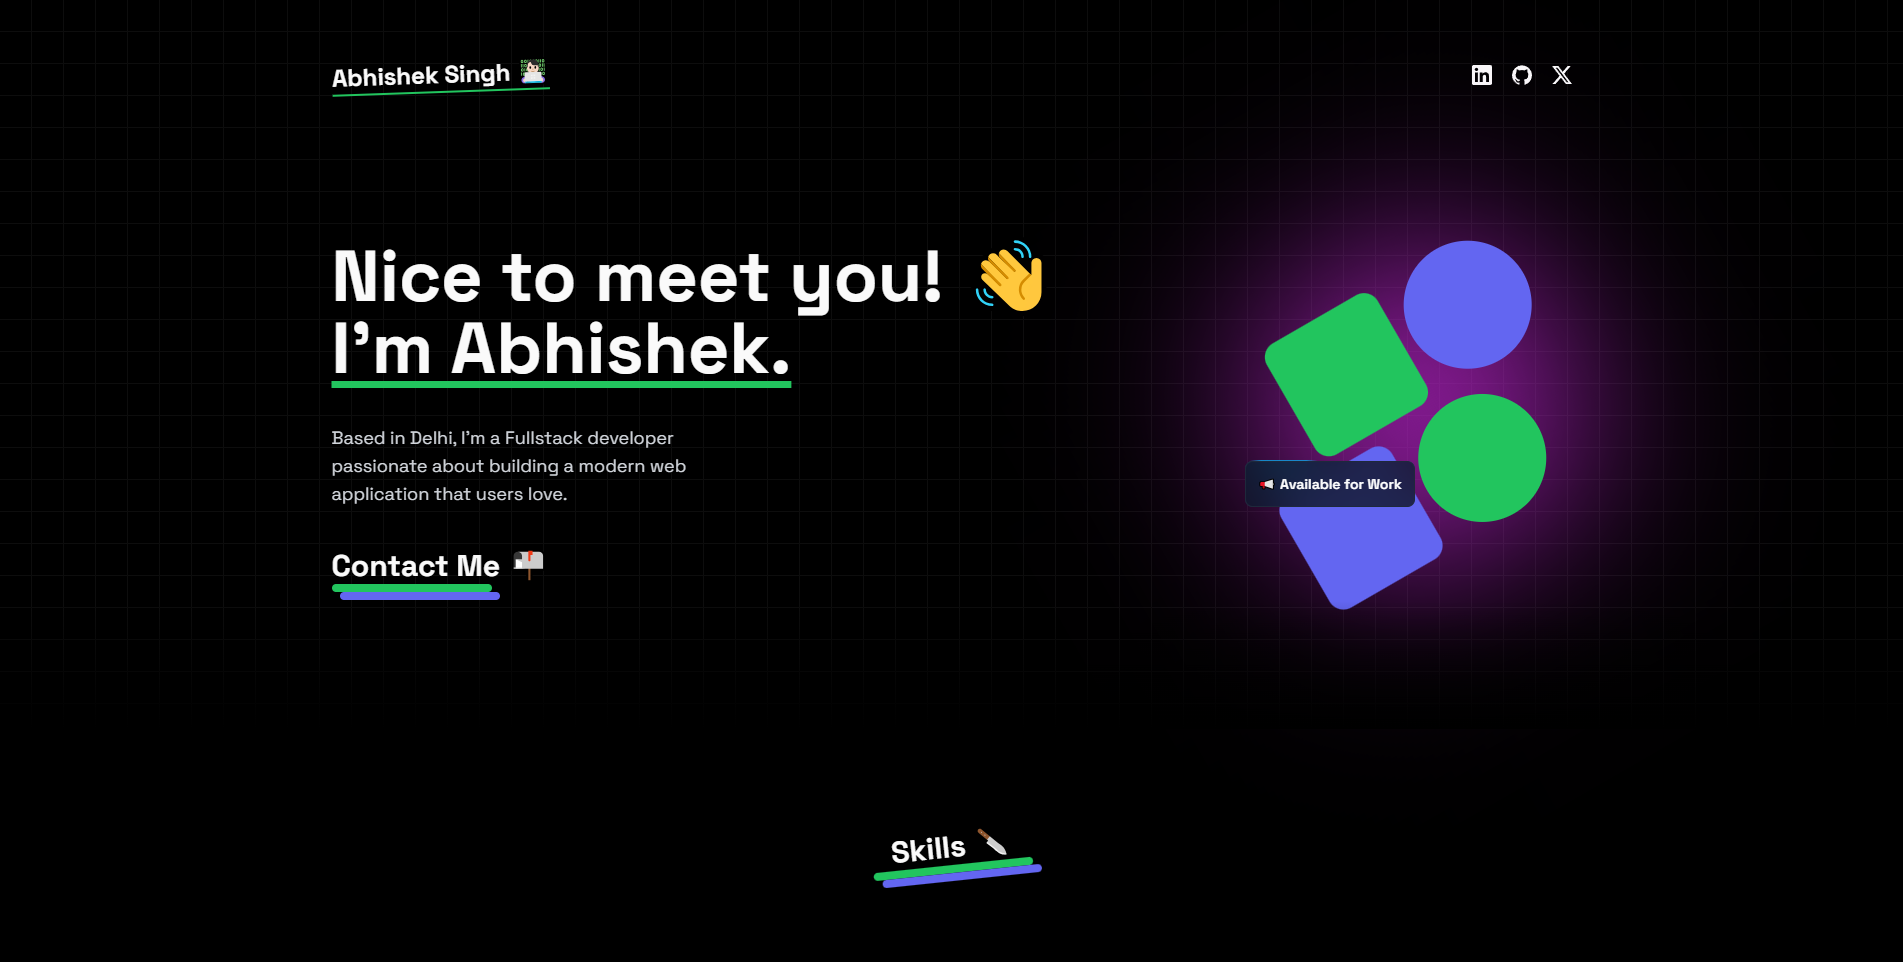 Abhishek Singh
Nice to meet you!
I'm Abhishek.
Based in Delhi, I'm a Fullstack developer
passionate about building a modern web
application that users love.
Available for Work
Contact Me
Skills